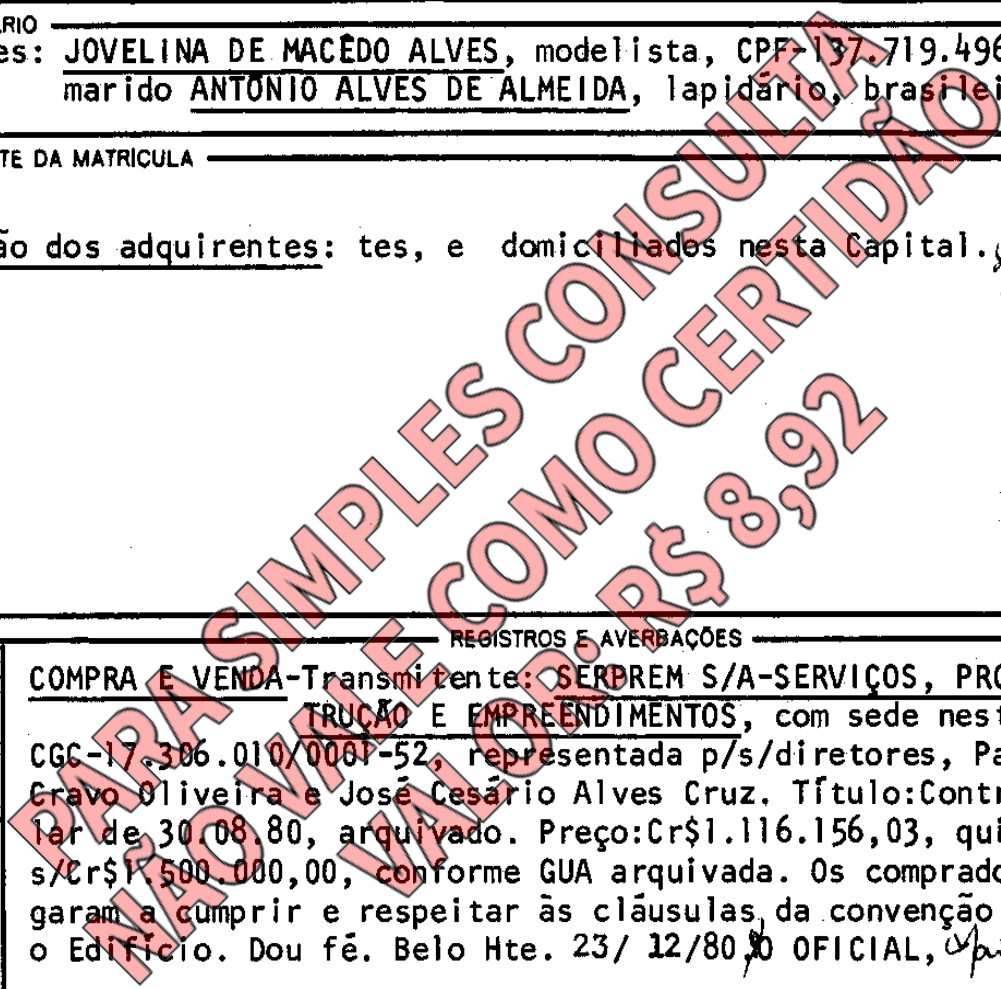 RIO
es: JOVELINA DE MACÊDO ALVES, modelista, CPF-137.719.496
marido ANTÔNIO ALVES DE ALMEIDA, lapidário, brasilei
TE DA MATRÍCULA
ão dos adquirentes: tes, e domiciliados nesta Capital.
REGISTROS E AVERBAÇÕES
COMPRA E VENDA-Transmitente: SERPREM S/A-SERVIÇOS, PRO
TRUÇÃO E EMPREENDIMENTOS, com sede nest
CGC-17.306.010/0001-52, representada p/s/diretores, Pa
Cravo Oliveira e José Cesário Alves Cruz. Título:Contr
lar de 30.08.80, arquivado. Preço:Cr$1.116.156,03, qui
s/Cr$1.500.000,00, conforme GUA arquivada. Os comprado
garam a cumprir e respeitar às cláusulas da convenção
o Edifício. Dou fé. Belo Hte. 23/ 12/80 O OFICIAL,
PARA SIMPLES CONSULTA
NÃO VALE COMO CERTIDÃO
VALOR: R$ 8,92